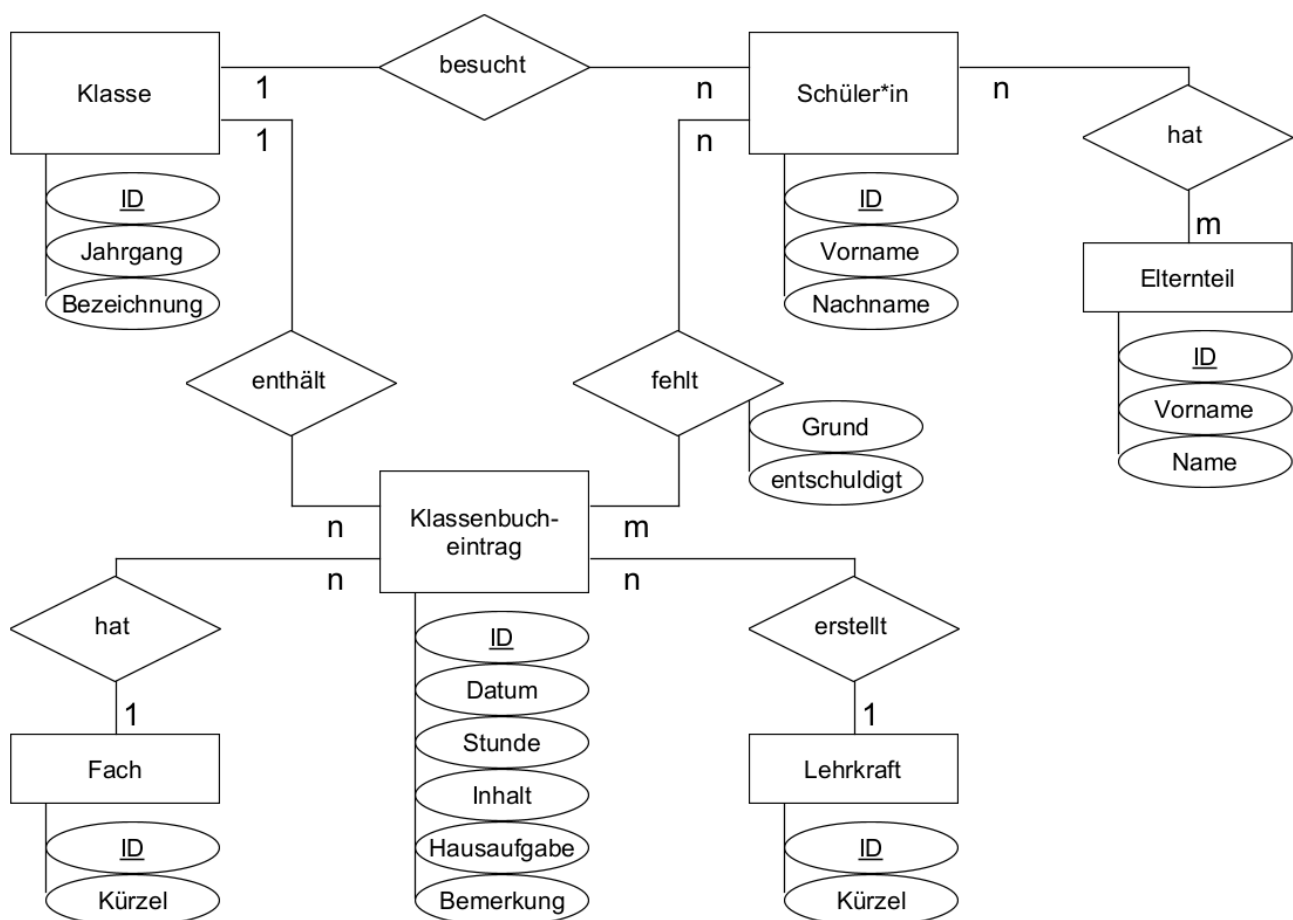 besucht
Klasse
1
n
Schüler*in
n
1
n
hat
ID
Jahrgang
Bezeichnung
ID
Vorname
Nachname
m
Elternteil
ID
Vorname
Name
enthält
fehlt
Grund
entschuldigt
n
Klassenbuch-
eintrag
m
n
n
hat
erstellt
1
1
Fach
Lehrkraft
ID
Datum
Stunde
Inhalt
Hausaufgabe
Bemerkung
ID
Kürzel
ID
Kürzel